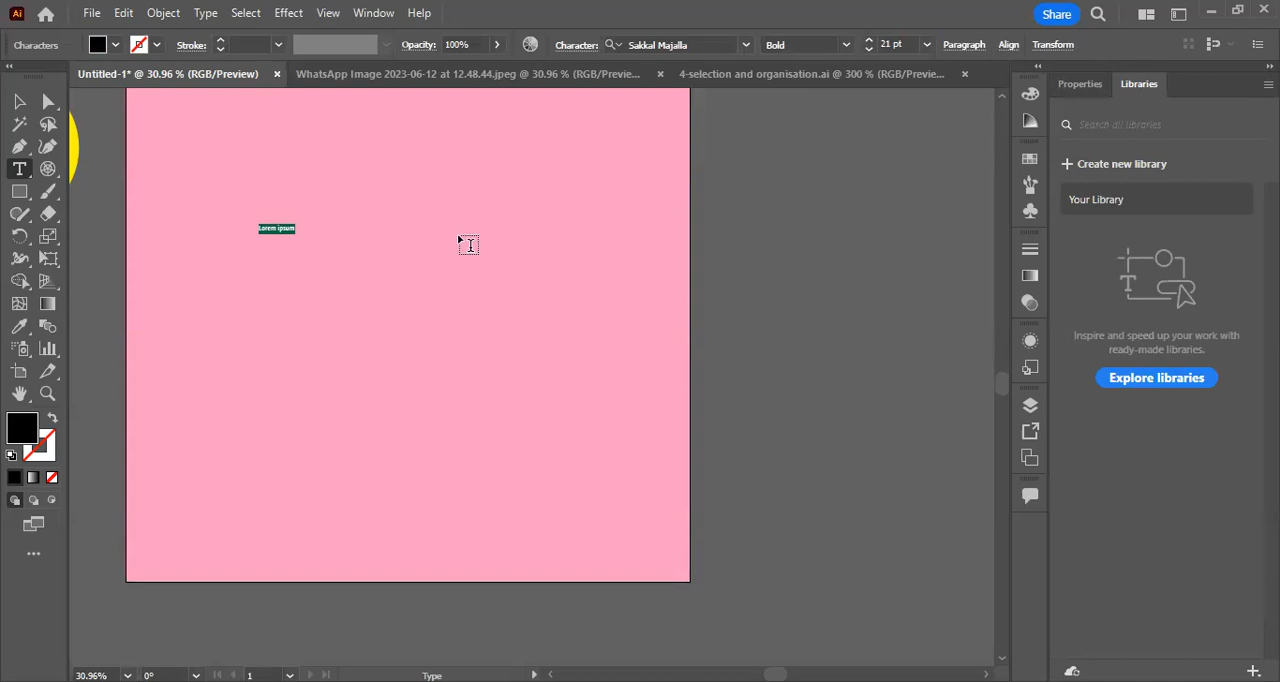 Ai File Edit Object Type Select Effect View Window Help Share
Characters Stroke: Opacity: 100% Character: Sakkal Majalla Bold 21 pt Paragraph Align Transform
Untitled-1* @ 30.96 % (RGB/Preview) × WhatsApp Image 2023-06-12 at 12.48.44.jpeg @ 30.96 % (RGB/Previe... × 4-selection and organisation.ai @ 300 % (RGB/Previe... ×
Properties Libraries
Search all libraries
+ Create new library
Your Library
Lorem ipsum
Inspire and speed up your work with
ready-made libraries.
Explore libraries
30.96% 0° 1 Type